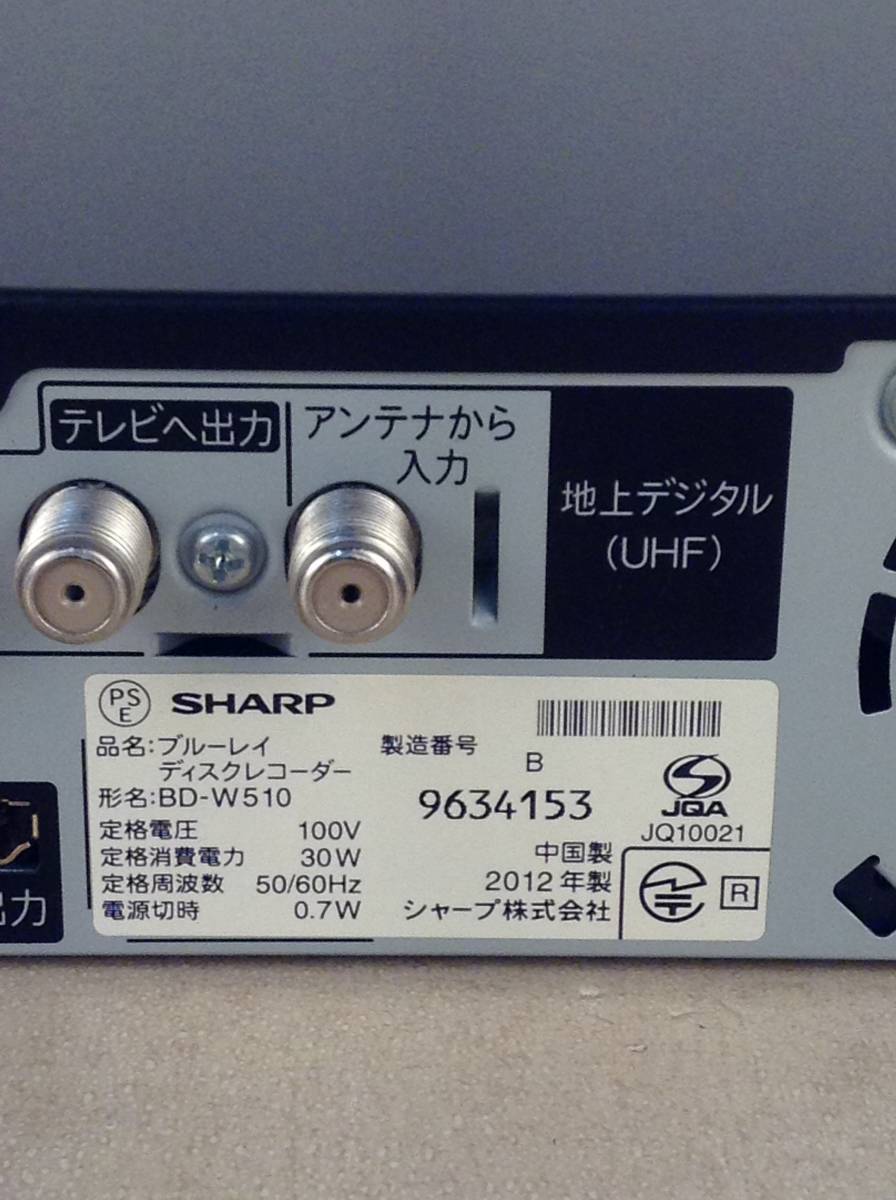 テレビへ出力
アンテナから
入力
地上デジタル
(UHF)
PS
E
SHARP
品名:ブルーレイ
ディスクレコーダー
形名:BD-W510
定格電圧 100V
定格消費電力 30W
定格周波数 50/60Hz
電源切時 0.7W
製造番号
B
9634153
中国製
2012年製
シャープ株式会社
JQA
JQ10021
R
出力